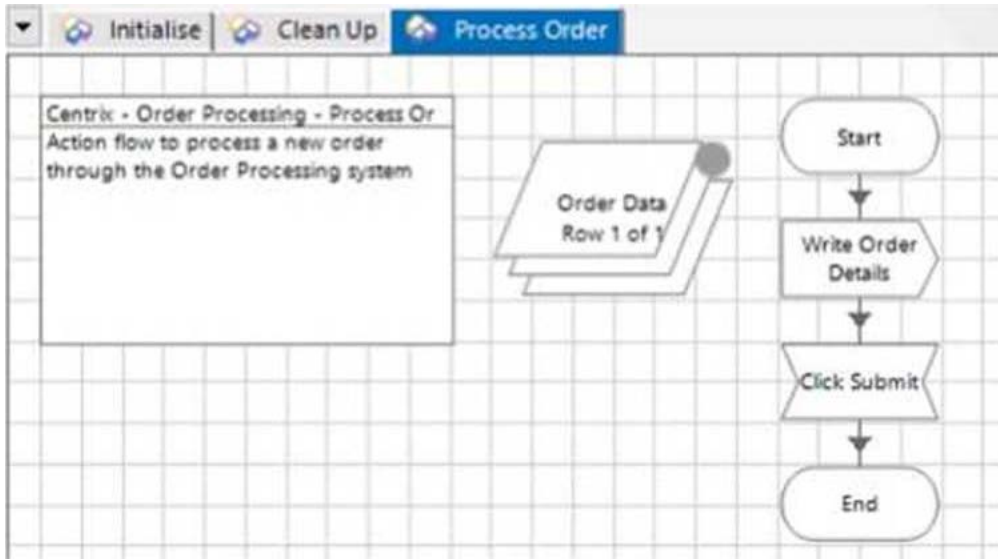 Initialise
Clean Up
Process Order
Centrix - Order Processing - Process Or
Action flow to process a new order
through the Order Processing system
Order Data
Row 1 of 1
Start
Write Order
Details
Click Submit
End